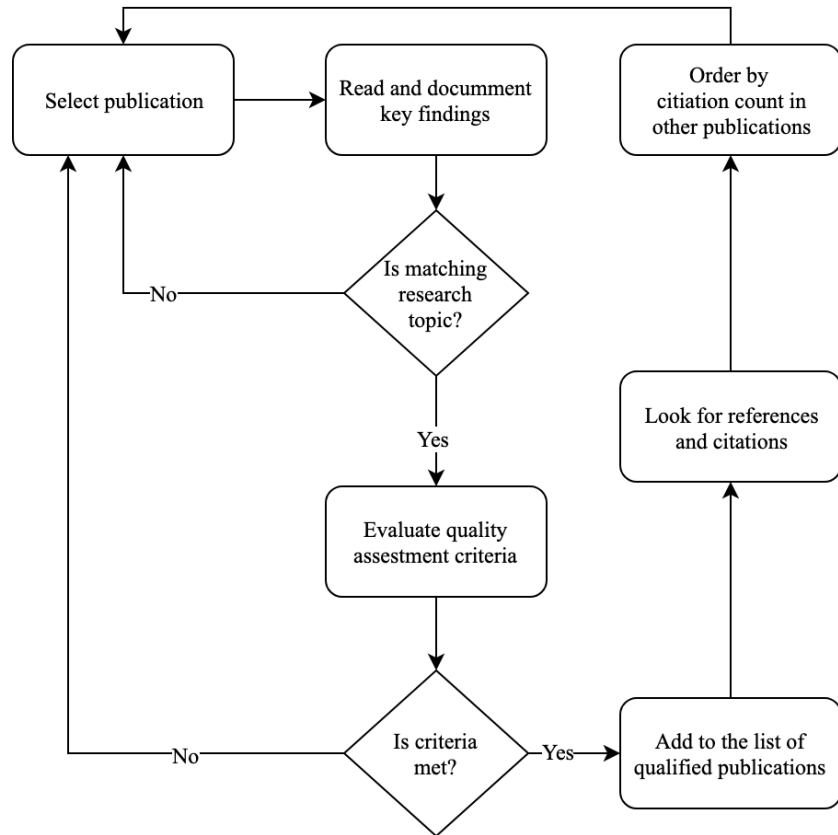 Select publication
Read and documment
key findings
Order by
citiation count in
other publications
Is matching
research
topic?
No
Yes
Look for references
and citations
Evaluate quality
assestment criteria
Is criteria
met?
No
Yes
Add to the list of
qualified publications